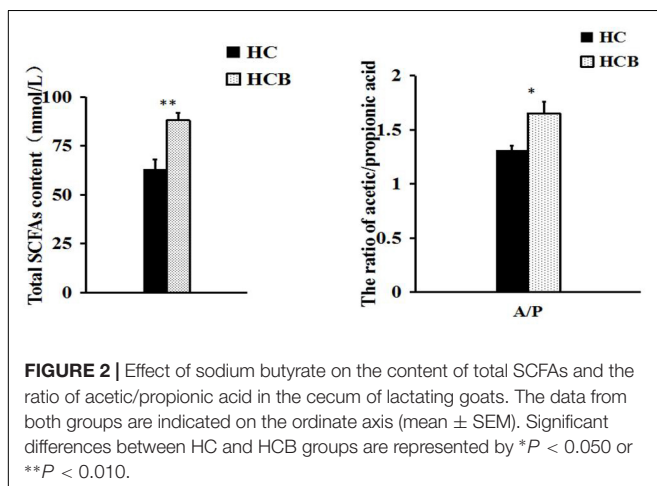 HC
HCB
Total SCFAs content（mmol/L）
100
75
50
25
0
**
HC
HCB
The ratio of acetic/propionic acid
2
1.5
1
0.5
0
*
A/P
FIGURE 2 | Effect of sodium butyrate on the content of total SCFAs and the
ratio of acetic/propionic acid in the cecum of lactating goats. The data from
both groups are indicated on the ordinate axis (mean ± SEM). Significant
differences between HC and HCB groups are represented by *P < 0.050 or
**P < 0.010.